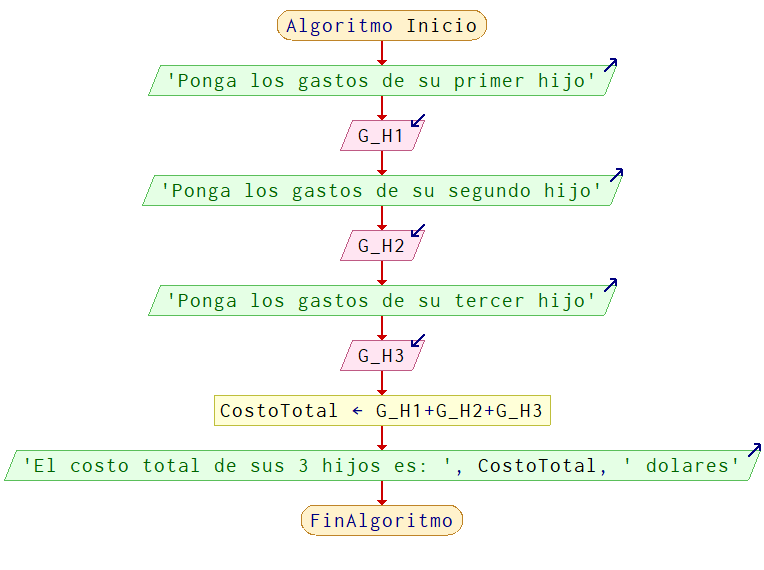 Algoritmo Inicio
'Ponga los gastos de su primer hijo'
G_H1
'Ponga los gastos de su segundo hijo'
G_H2
'Ponga los gastos de su tercer hijo'
G_H3
CostoTotal ← G_H1+G_H2+G_H3
'El costo total de sus 3 hijos es: ', CostoTotal, ' dolares'
FinAlgoritmo